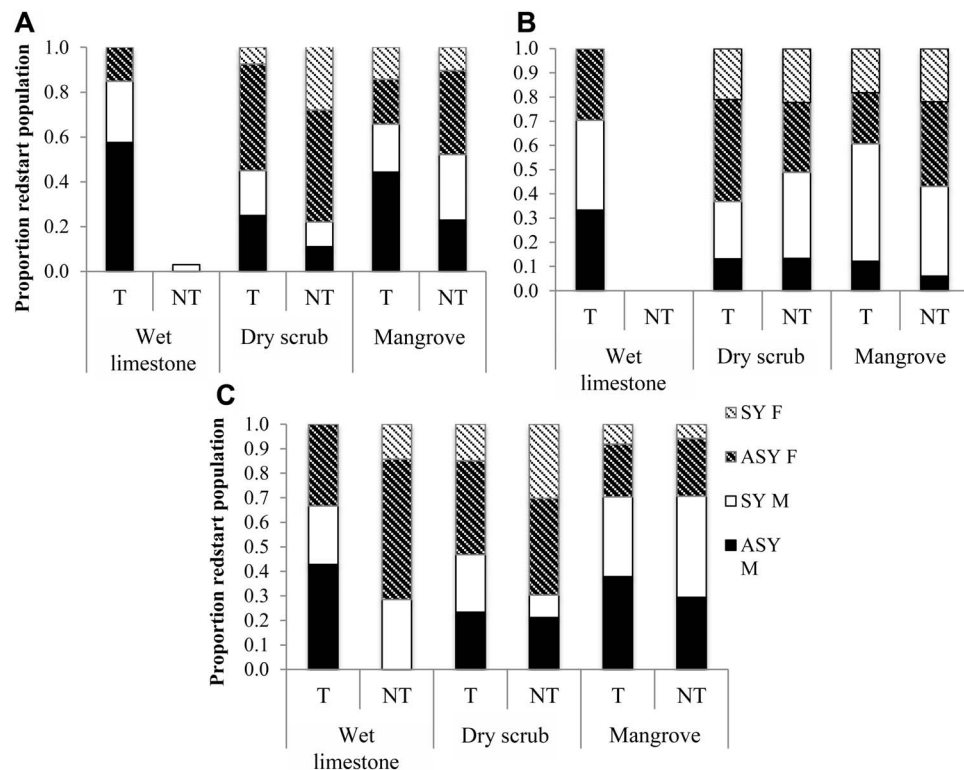 A
Proportion redstart population
1.0
0.8
0.6
0.4
0.2
0.0
T NT T NT T NT
Wet
limestone
Dry scrub
Mangrove
B
1.0
0.9
0.8
0.7
0.6
0.5
0.4
0.3
0.2
0.1
0.0
T NT T NT T NT
Wet
limestone
Dry scrub
Mangrove
C
Proportion redstart population
1.0
0.9
0.8
0.7
0.6
0.5
0.4
0.3
0.2
0.1
0.0
T NT T NT T NT
Wet
limestone
Dry scrub
Mangrove
SY F
ASY F
SY M
ASY
M